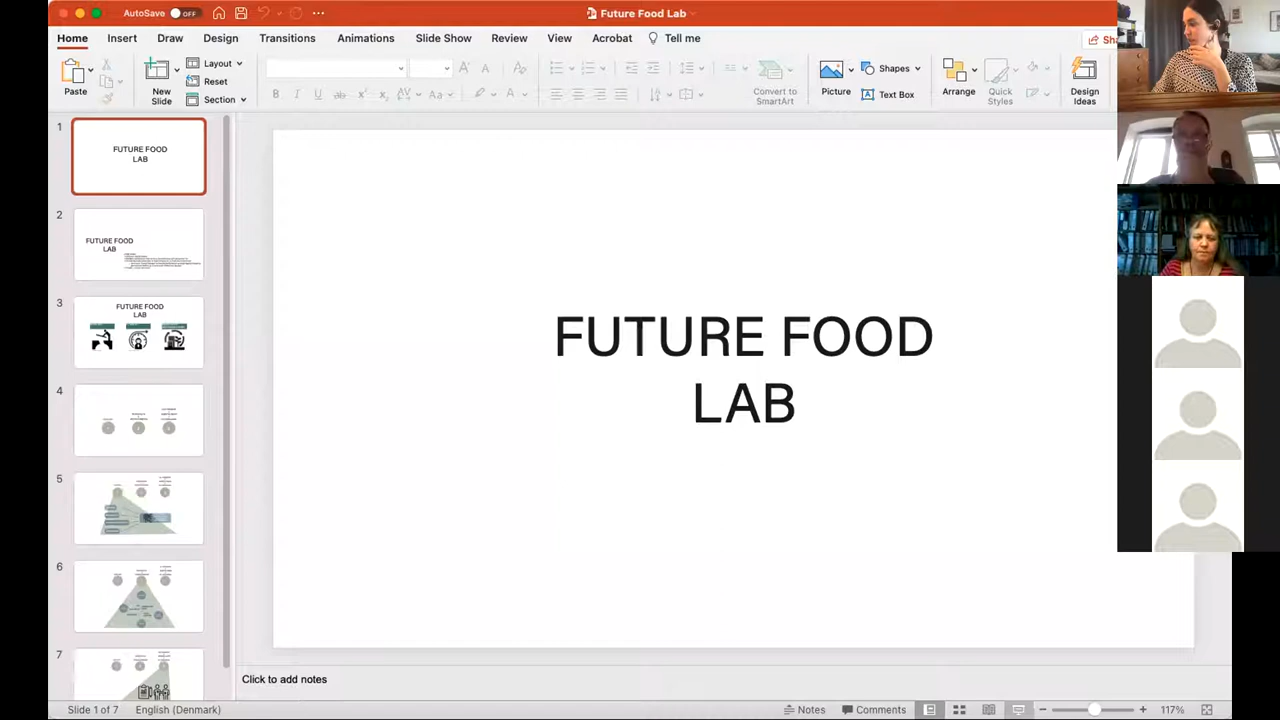 AutoSave
OFF
Future Food Lab
Home
Insert
Draw
Design
Transitions
Animations
Slide Show
Review
View
Acrobat
Tell me
Sha
Paste
New
Slide
Layout
Reset
Section
B
I
U
ab
Aa
Convert to
SmartArt
Picture
Shapes
Text Box
Arrange
Quick
Styles
Design
Ideas
1
FUTURE FOOD
LAB
2
FUTURE FOOD
LAB
3
FUTURE FOOD
LAB
4
5
6
7
FUTURE FOOD
LAB
Click to add notes
Slide 1 of 7
English (Denmark)
Notes
Comments
117%